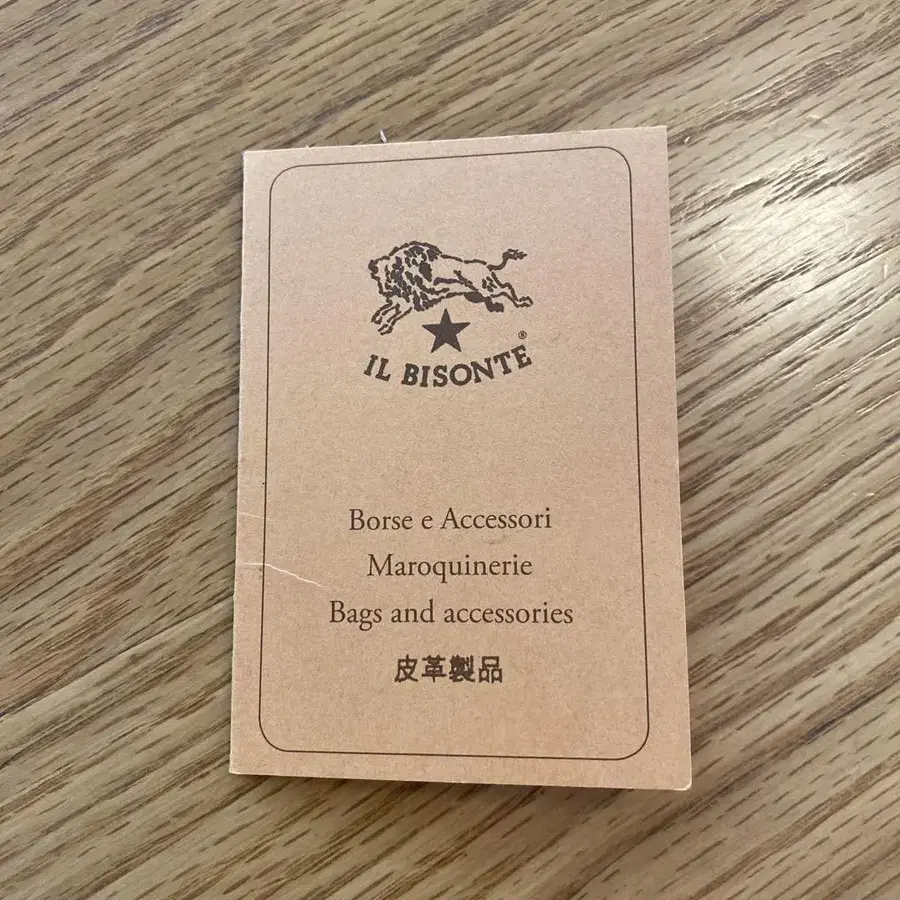 IL BISONTE®
Borse e Accessori
Maroquinerie
Bags and accessories
皮革製品